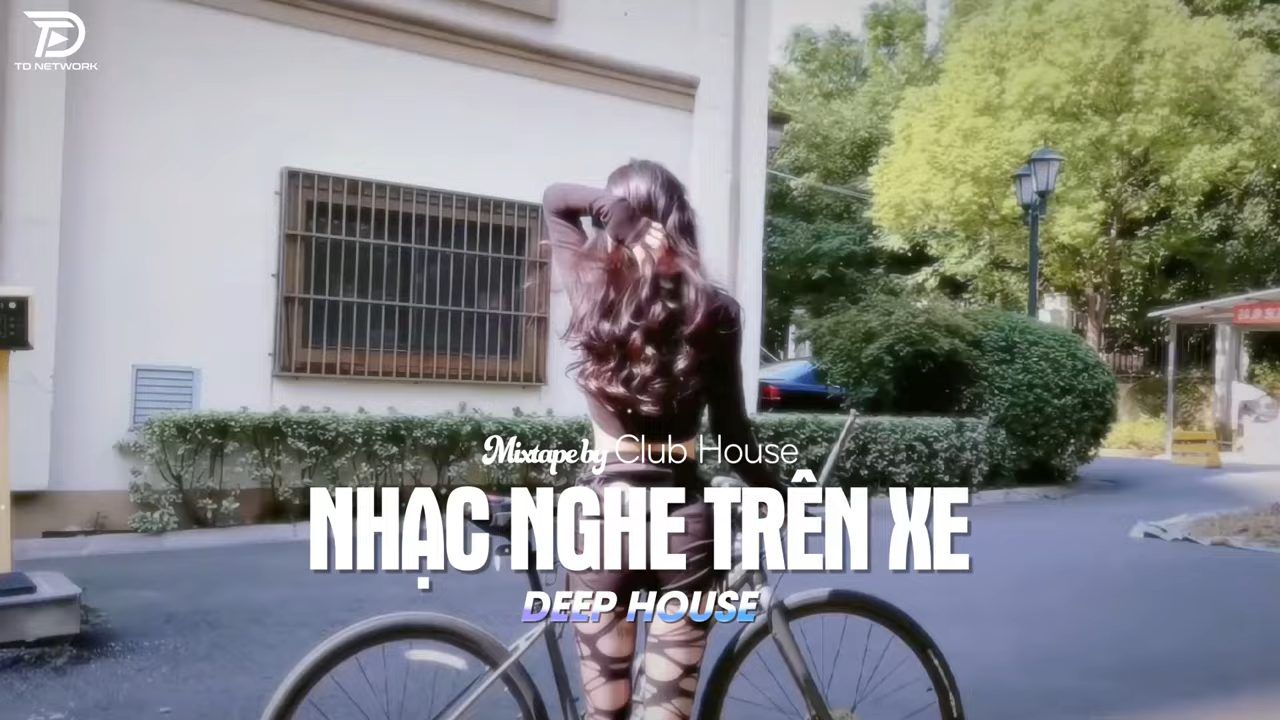 TD NETWORK
Mixtape by Club House
NHẠC NGHE TRÊN XE
DEEP HOUSE